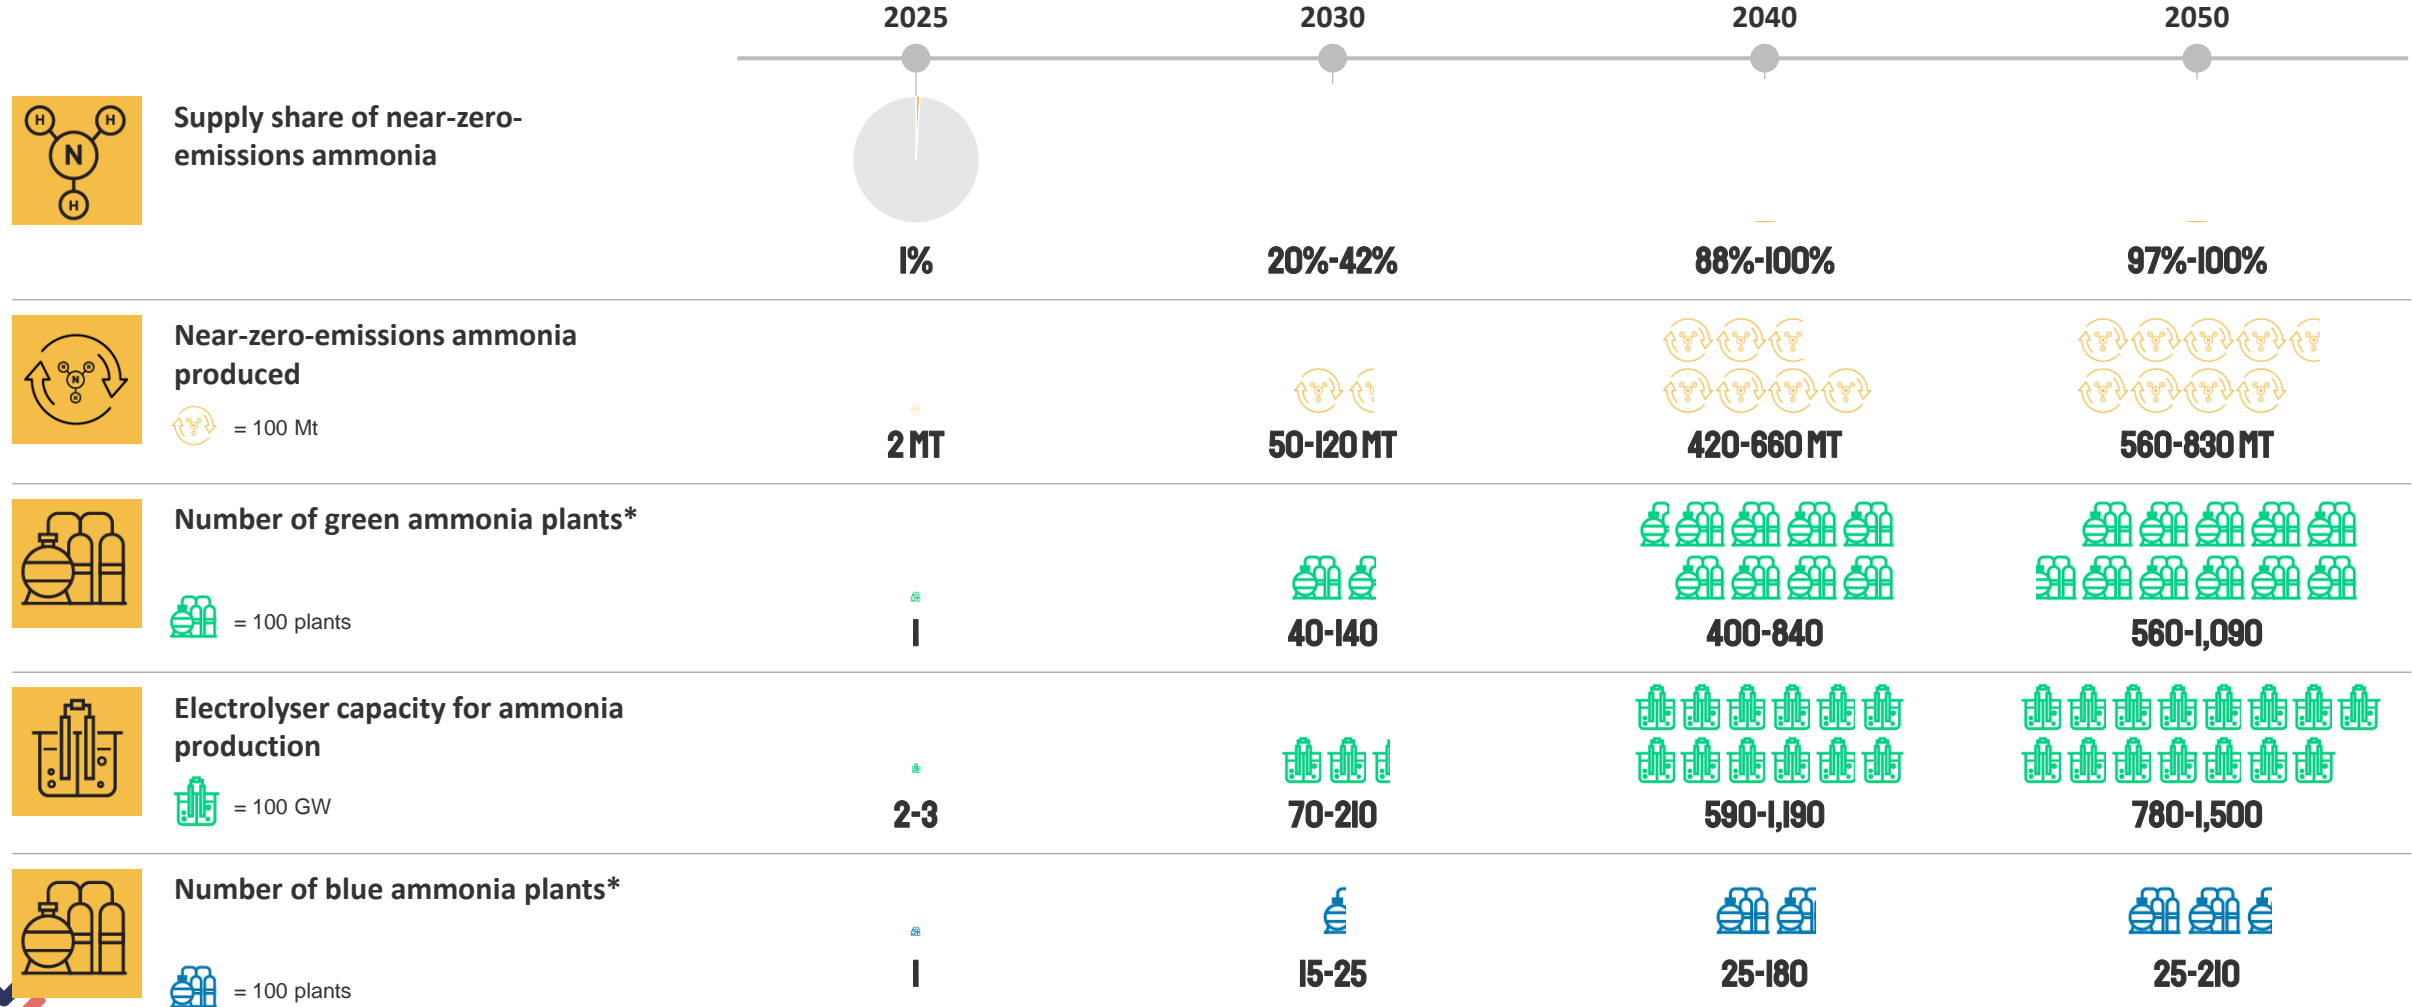 2025 2030 2040 2050
H H
N
H
Supply share of near-zero-
emissions ammonia
1% 20%-42% 88%-100% 97%-100%
Near-zero-emissions ammonia
produced
= 100 Mt
2 MT 50-120 MT 420-660 MT 560-830 MT
Number of green ammonia plants*
= 100 plants
1 40-140 400-840 560-1,090
Electrolyser capacity for ammonia
production
= 100 GW
2-3 70-210 590-1,190 780-1,500
Number of blue ammonia plants*
= 100 plants
1 15-25 25-180 25-210